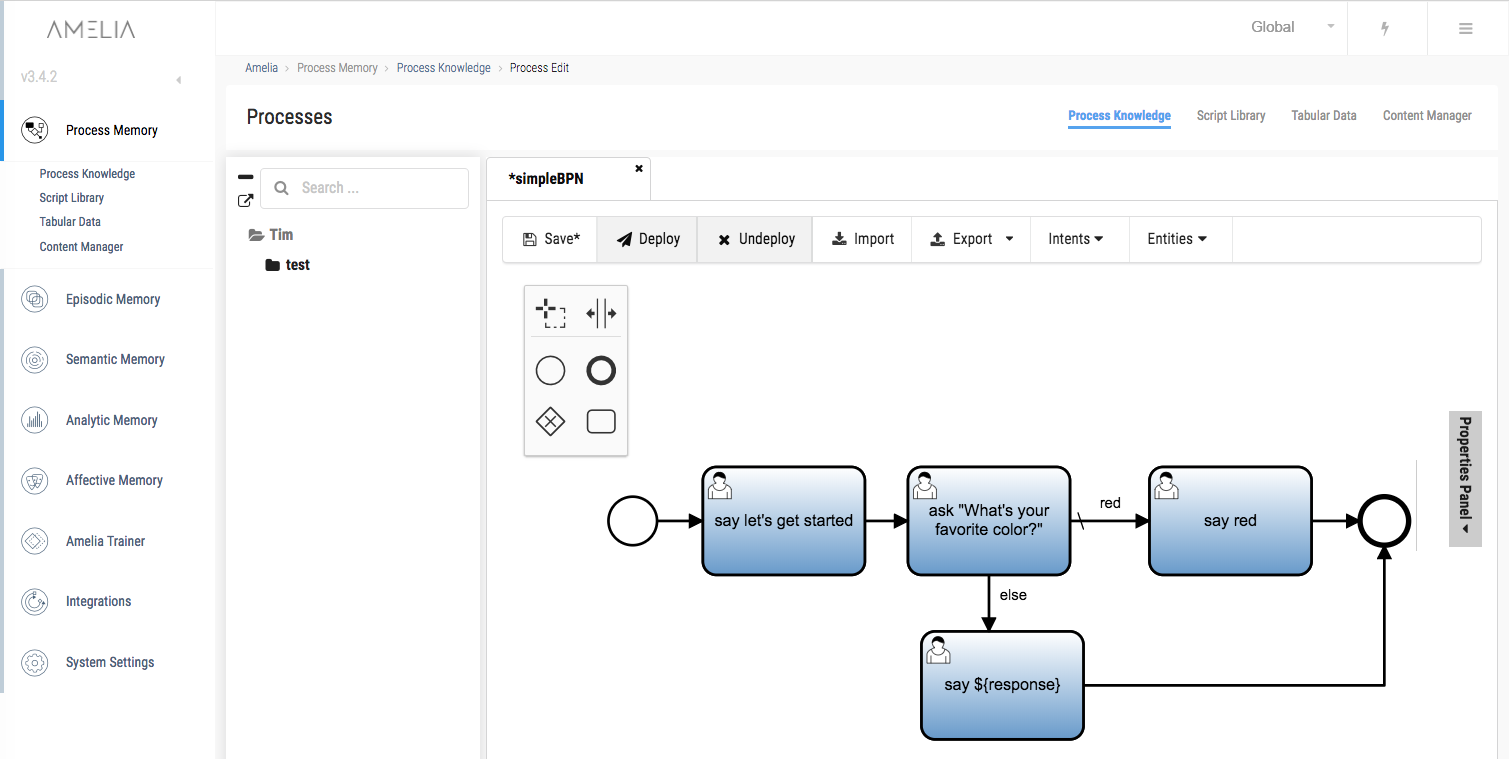 AMELIA
Global
v3.4.2
Amelia › Process Memory › Process Knowledge › Process Edit
Process Memory
Processes
Process Knowledge
Script Library
Tabular Data
Content Manager
Process Knowledge
Script Library
Tabular Data
Content Manager
Episodic Memory
Semantic Memory
Analytic Memory
Affective Memory
Amelia Trainer
Integrations
System Settings
Search ...
Tim
test
*simpleBPN
Save*
Deploy
Undeploy
Import
Export
Intents
Entities
say let's get started
ask "What's your
favorite color?"
red
say red
else
say ${response}
Properties Panel